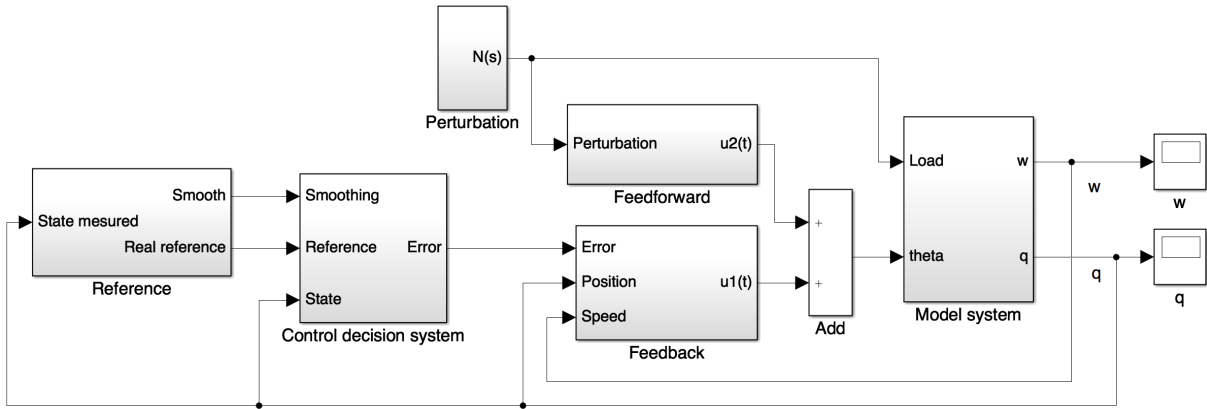 N(s)
Perturbation
Perturbation
u2(t)
Feedforward
Load
w
theta
q
Model system
w
w
q
q
Smooth
State mesured
Real reference
Reference
Smoothing
Reference
Error
State
Control decision system
Error
Position
u1(t)
Speed
Feedback
+
+
Add